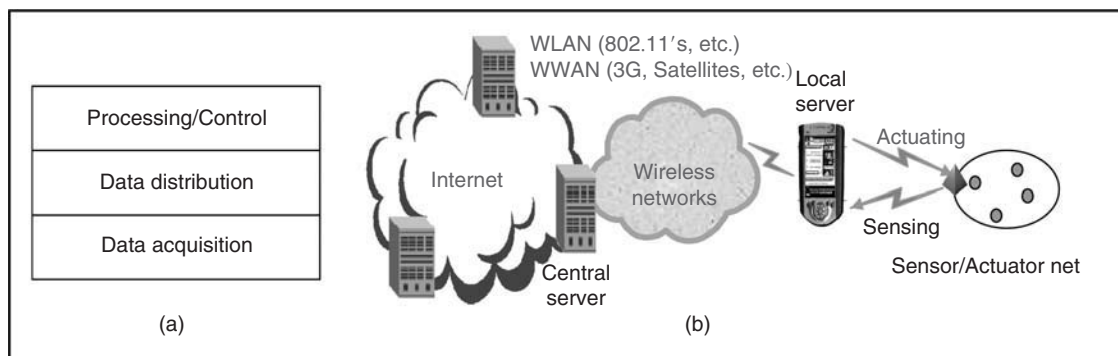 Processing/Control
Data distribution
Data acquisition
(a)
WLAN (802.11′s, etc.)
WWAN (3G, Satellites, etc.)
Local
server
Actuating
Internet
Wireless
networks
Sensing
Central
server
Sensor/Actuator net
(b)